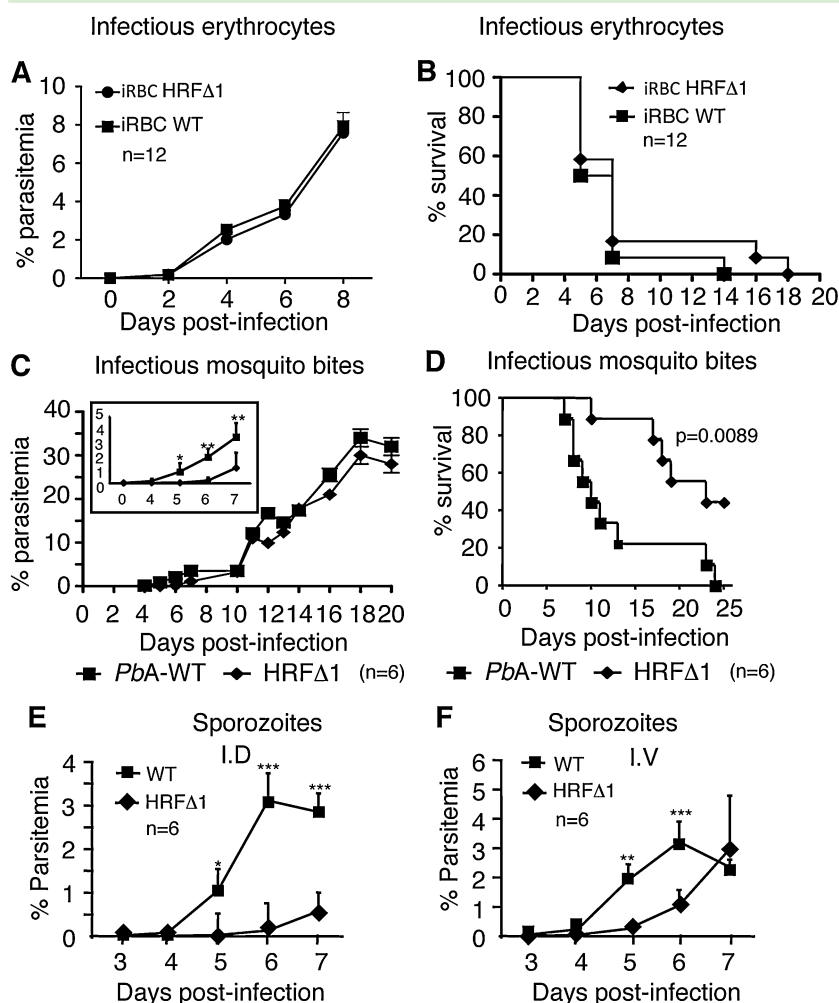 Infectious erythrocytes
Infectious erythrocytes
A
% parasitemia
10
8
6
4
2
0
iRBC HRFΔ1
iRBC WT
n=12
0 2 4 6 8
Days post-infection
B
% survival
100
80
60
40
20
0
iRBC HRFΔ1
iRBC WT
n=12
0 2 4 6 8 10 12 14 16 18 20
Days post-infection
C
Infectious mosquito bites
% parasitemia
40
30
20
10
0
5
4
3
2
1
0
* ** **
0 4 5 6 7
0 2 4 6 8 10 12 14 16 18 20
Days post-infection
PbA-WT HRFΔ1 (n=6)
D
Infectious mosquito bites
% survival
100
80
60
40
20
0
p=0.0089
0 5 10 15 20 25
Days post-infection
PbA-WT HRFΔ1 (n=6)
E
Sporozoites
I.D
% Parsitemia
4
3
2
1
0
WT
HRFΔ1
n=6
* *** ***
3 4 5 6 7
Days post-infection
F
Sporozoites
I.V
% Parsitemia
6
5
4
3
2
1
0
WT
HRFΔ1
n=6
** ***
3 4 5 6 7
Days post-infection